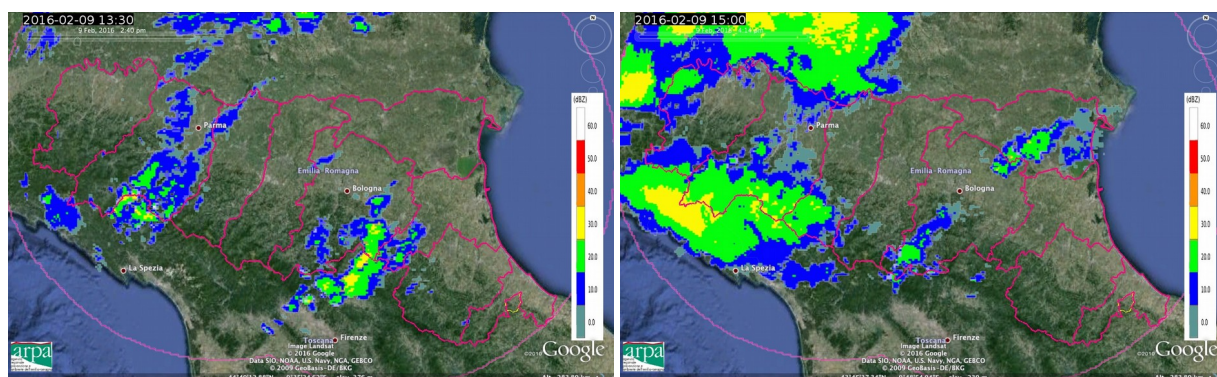 2016-02-09 13:30
9 Feb, 2016 2:40 pm
Parma
Emilia-Romagna
Bologna
La Spezia
Firenze
Toscana
Image Landsat
© 2016 Google
Data SIO, NOAA, U.S. Navy, NGA, GEBCO
© 2009 GeoBasis-DE/BKG
arpa
©2016 Google
(dBZ)
60.0
50.0
40.0
30.0
20.0
10.0
0.0
2016-02-09 15:00
Parma
Emilia-Romagna
Bologna
La Spezia
Firenze
Toscana
Image Landsat
© 2016 Google
Data SIO, NOAA, U.S. Navy, NGA, GEBCO
© 2009 GeoBasis-DE/BKG
arpa
©2016 Google
(dBZ)
60.0
50.0
40.0
30.0
20.0
10.0
0.0